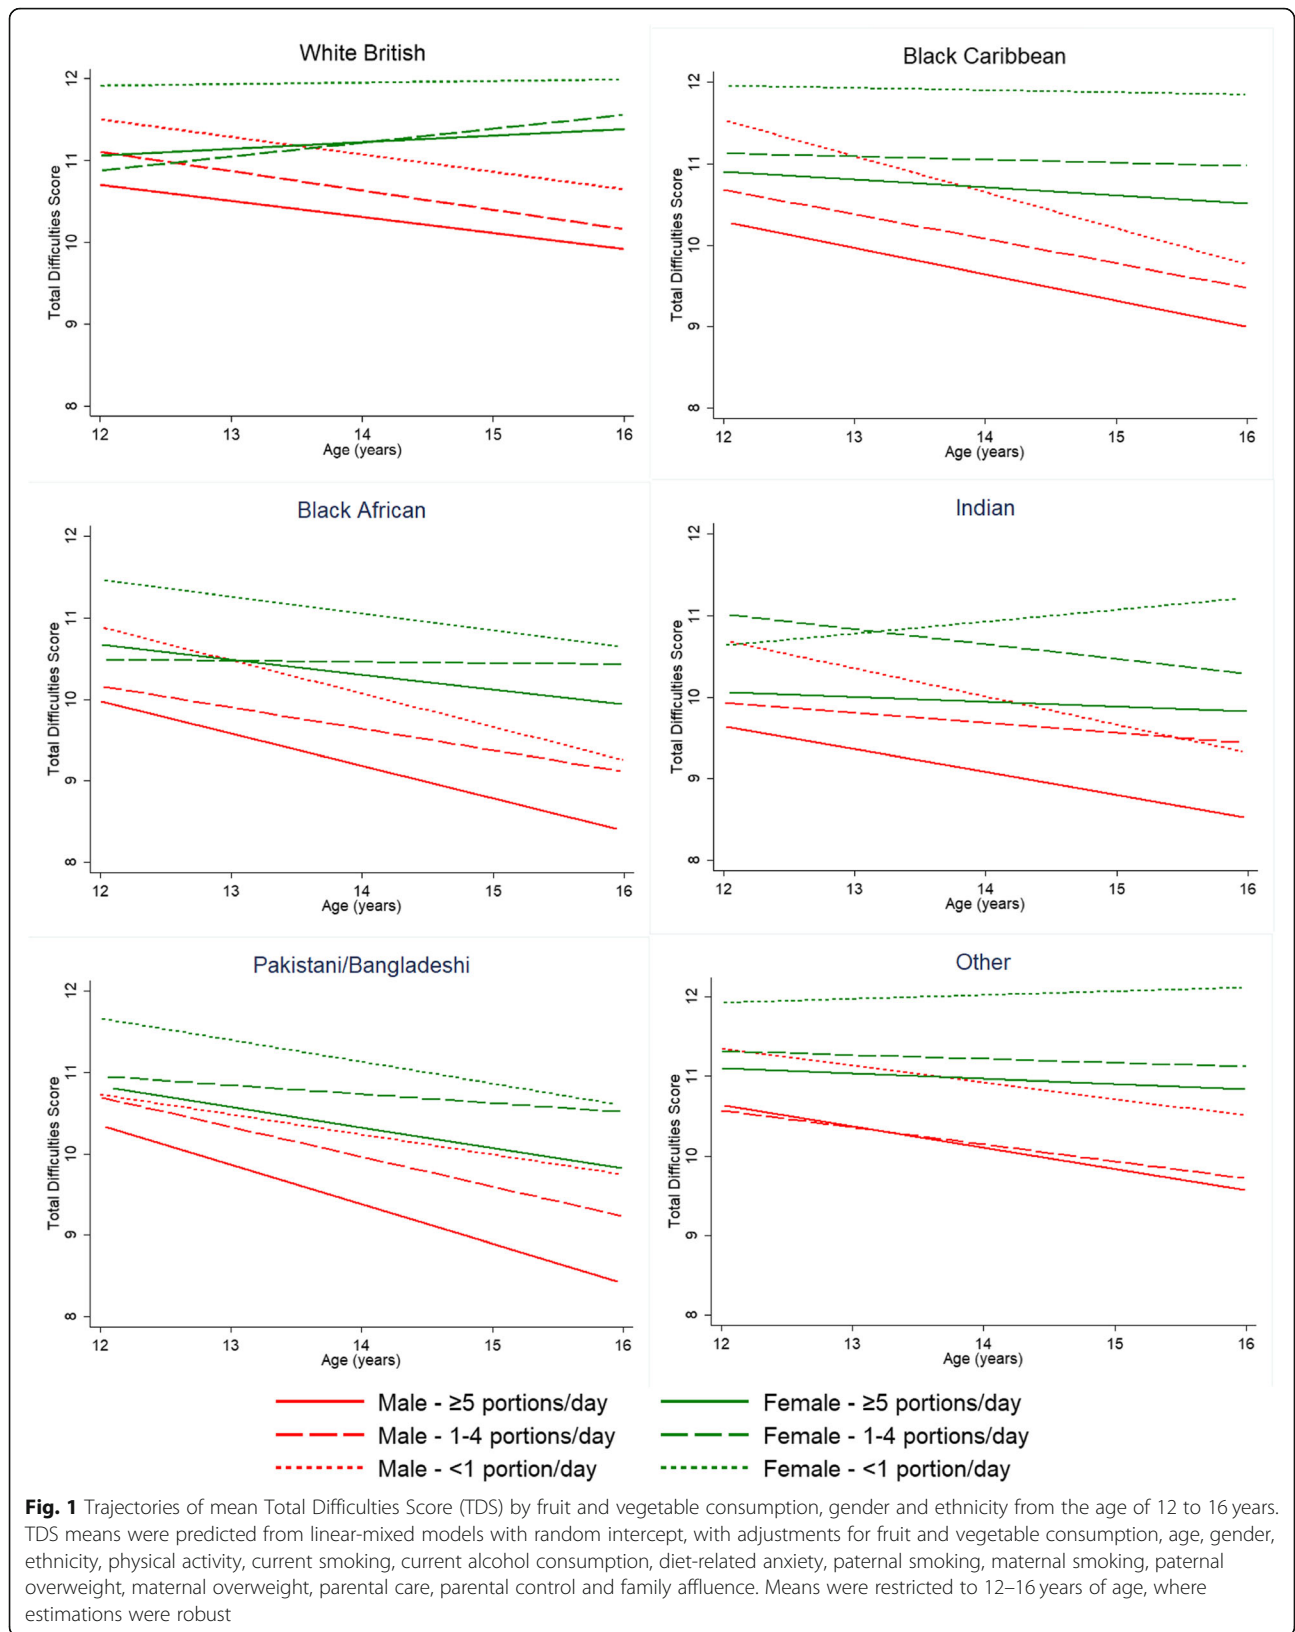 White British
Total Difficulties Score
12
11
10
9
8
12 13 14 15 16
Age (years)
Black Caribbean
Total Difficulties Score
12
11
10
9
8
12 13 14 15 16
Age (years)
Black African
Total Difficulties Score
12
11
10
9
8
12 13 14 15 16
Age (years)
Indian
Total Difficulties Score
12
11
10
9
8
12 13 14 15 16
Age (years)
Pakistani/Bangladeshi
Total Difficulties Score
12
11
10
9
8
12 13 14 15 16
Age (years)
Other
Total Difficulties Score
12
11
10
9
8
12 13 14 15 16
Age (years)
Male - ≥5 portions/day
Female - ≥5 portions/day
Male - 1-4 portions/day
Female - 1-4 portions/day
Male - <1 portion/day
Female - <1 portion/day
Fig. 1 Trajectories of mean Total Difficulties Score (TDS) by fruit and vegetable consumption, gender and ethnicity from the age of 12 to 16 years.
TDS means were predicted from linear-mixed models with random intercept, with adjustments for fruit and vegetable consumption, age, gender,
ethnicity, physical activity, current smoking, current alcohol consumption, diet-related anxiety, paternal smoking, maternal smoking, paternal
overweight, maternal overweight, parental care, parental control and family affluence. Means were restricted to 12–16 years of age, where
estimations were robust